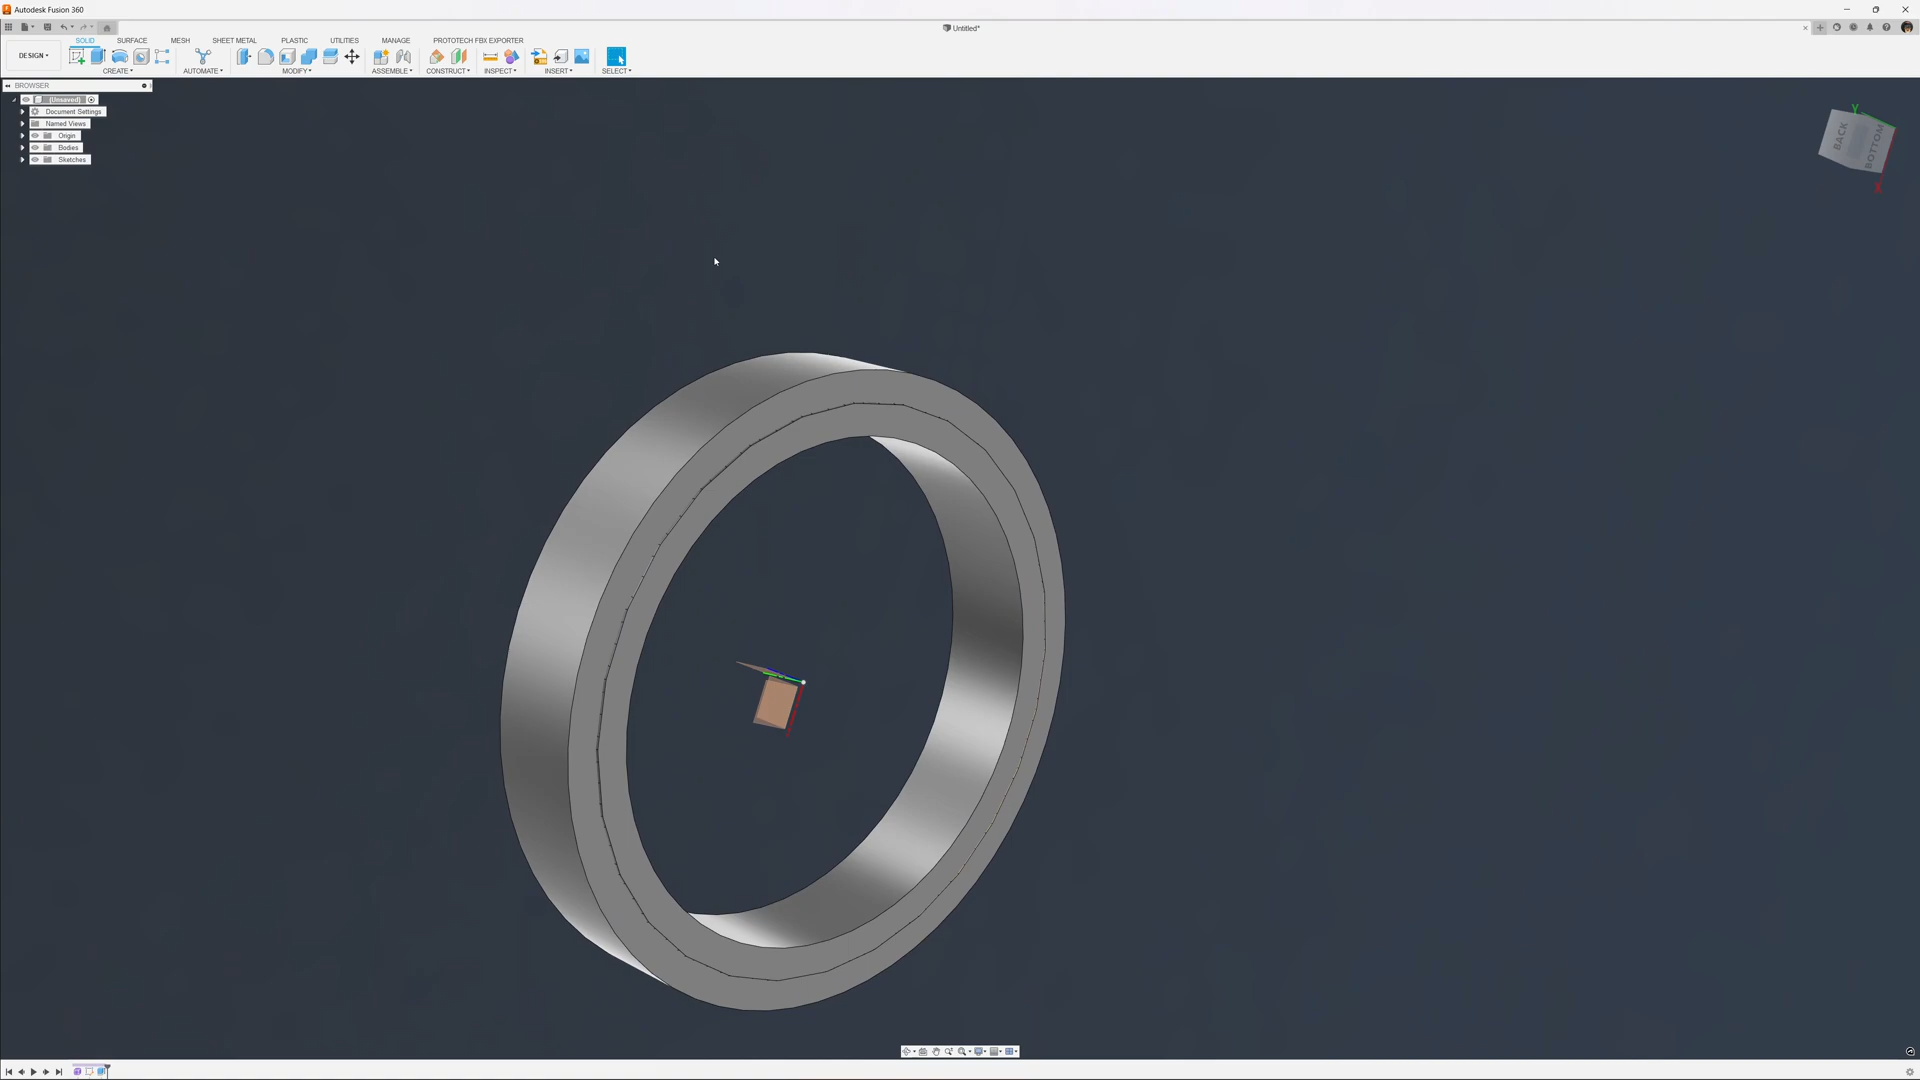 Autodesk Fusion 360
Untitled*
SOLID SURFACE MESH SHEET METAL PLASTIC UTILITIES MANAGE PROTOTECH FBX EXPORTER
DESIGN
CREATE AUTOMATE MODIFY ASSEMBLE CONSTRUCT INSPECT INSERT SELECT
BROWSER
(Unsaved)
Document Settings
Named Views
Origin
Bodies
Sketches
Y
BACK
BOTTOM
X